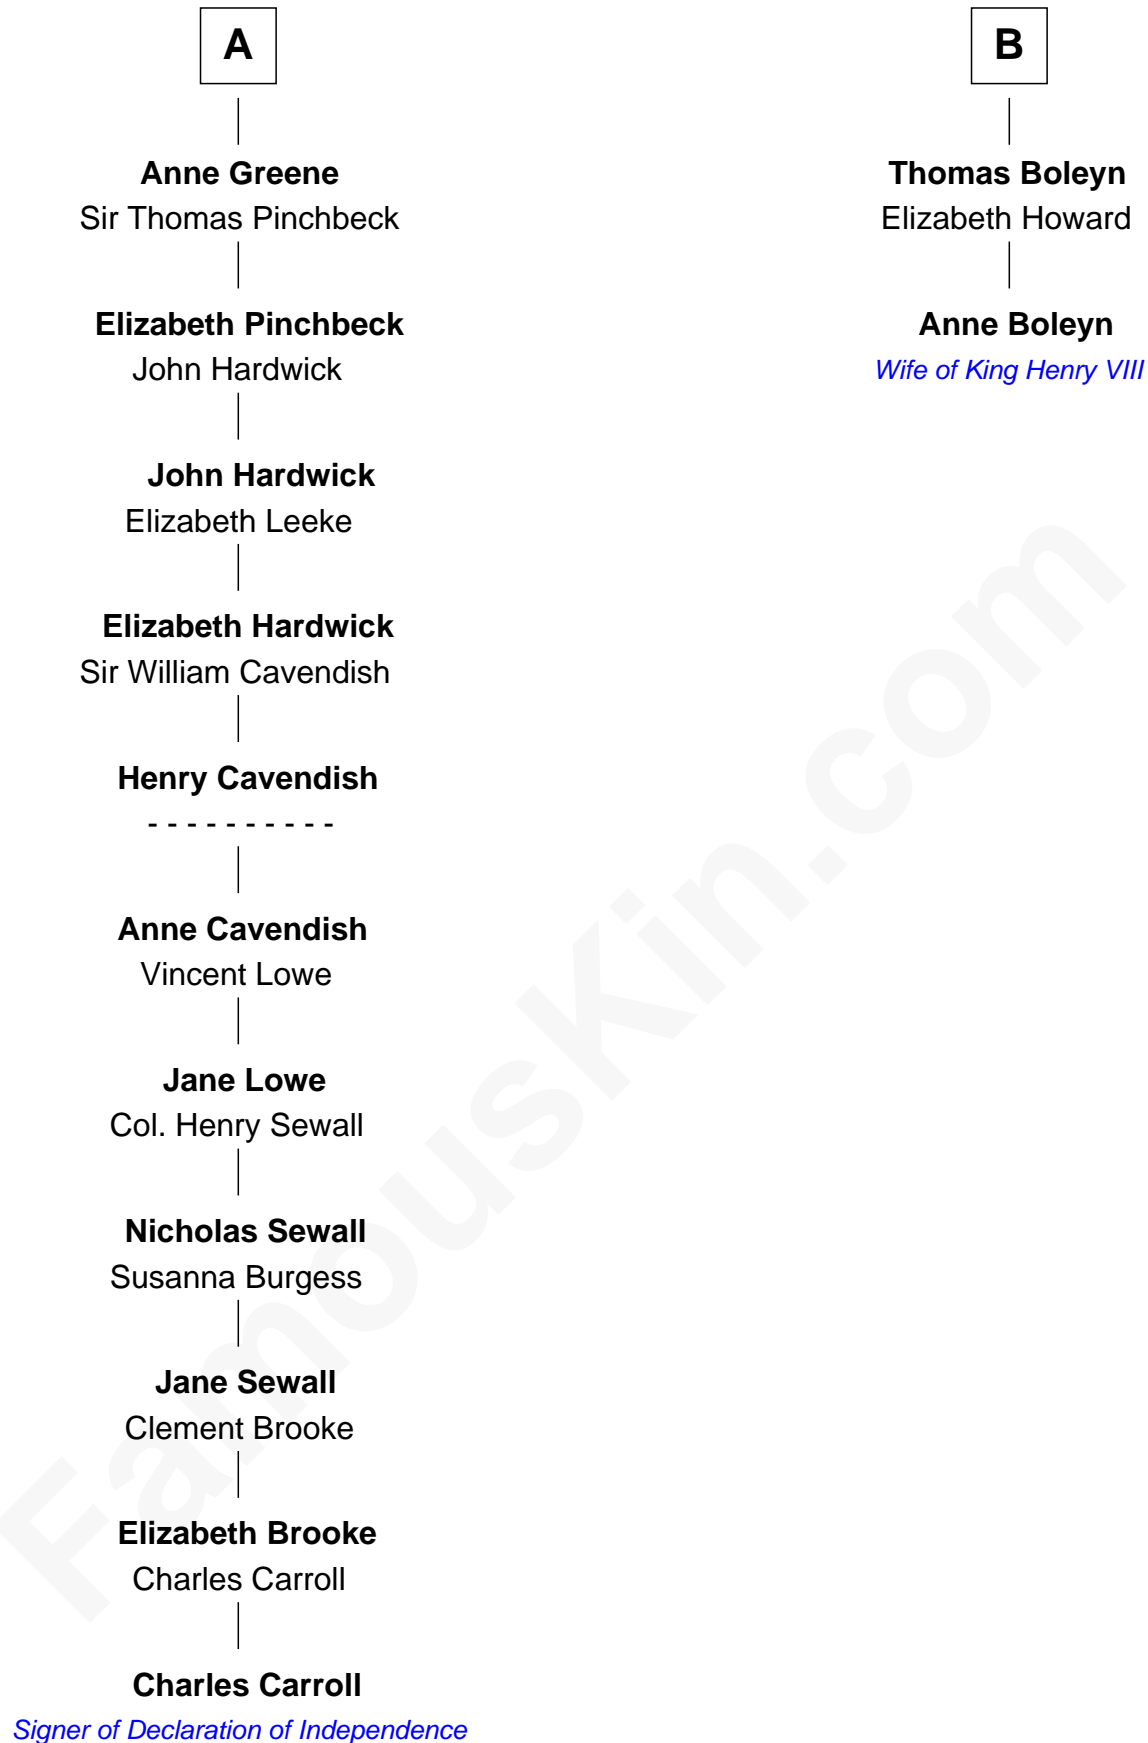 A
Anne Greene
Sir Thomas Pinchbeck
Elizabeth Pinchbeck
John Hardwick
John Hardwick
Elizabeth Leeke
Elizabeth Hardwick
Sir William Cavendish
Henry Cavendish
- - - - - - - - - -
Anne Cavendish
Vincent Lowe
Jane Lowe
Col. Henry Sewall
Nicholas Sewall
Susanna Burgess
Jane Sewall
Clement Brooke
Elizabeth Brooke
Charles Carroll
Charles Carroll
Signer of Declaration of Independence
B
Thomas Boleyn
Elizabeth Howard
Anne Boleyn
Wife of King Henry VIII
FamousKin.com